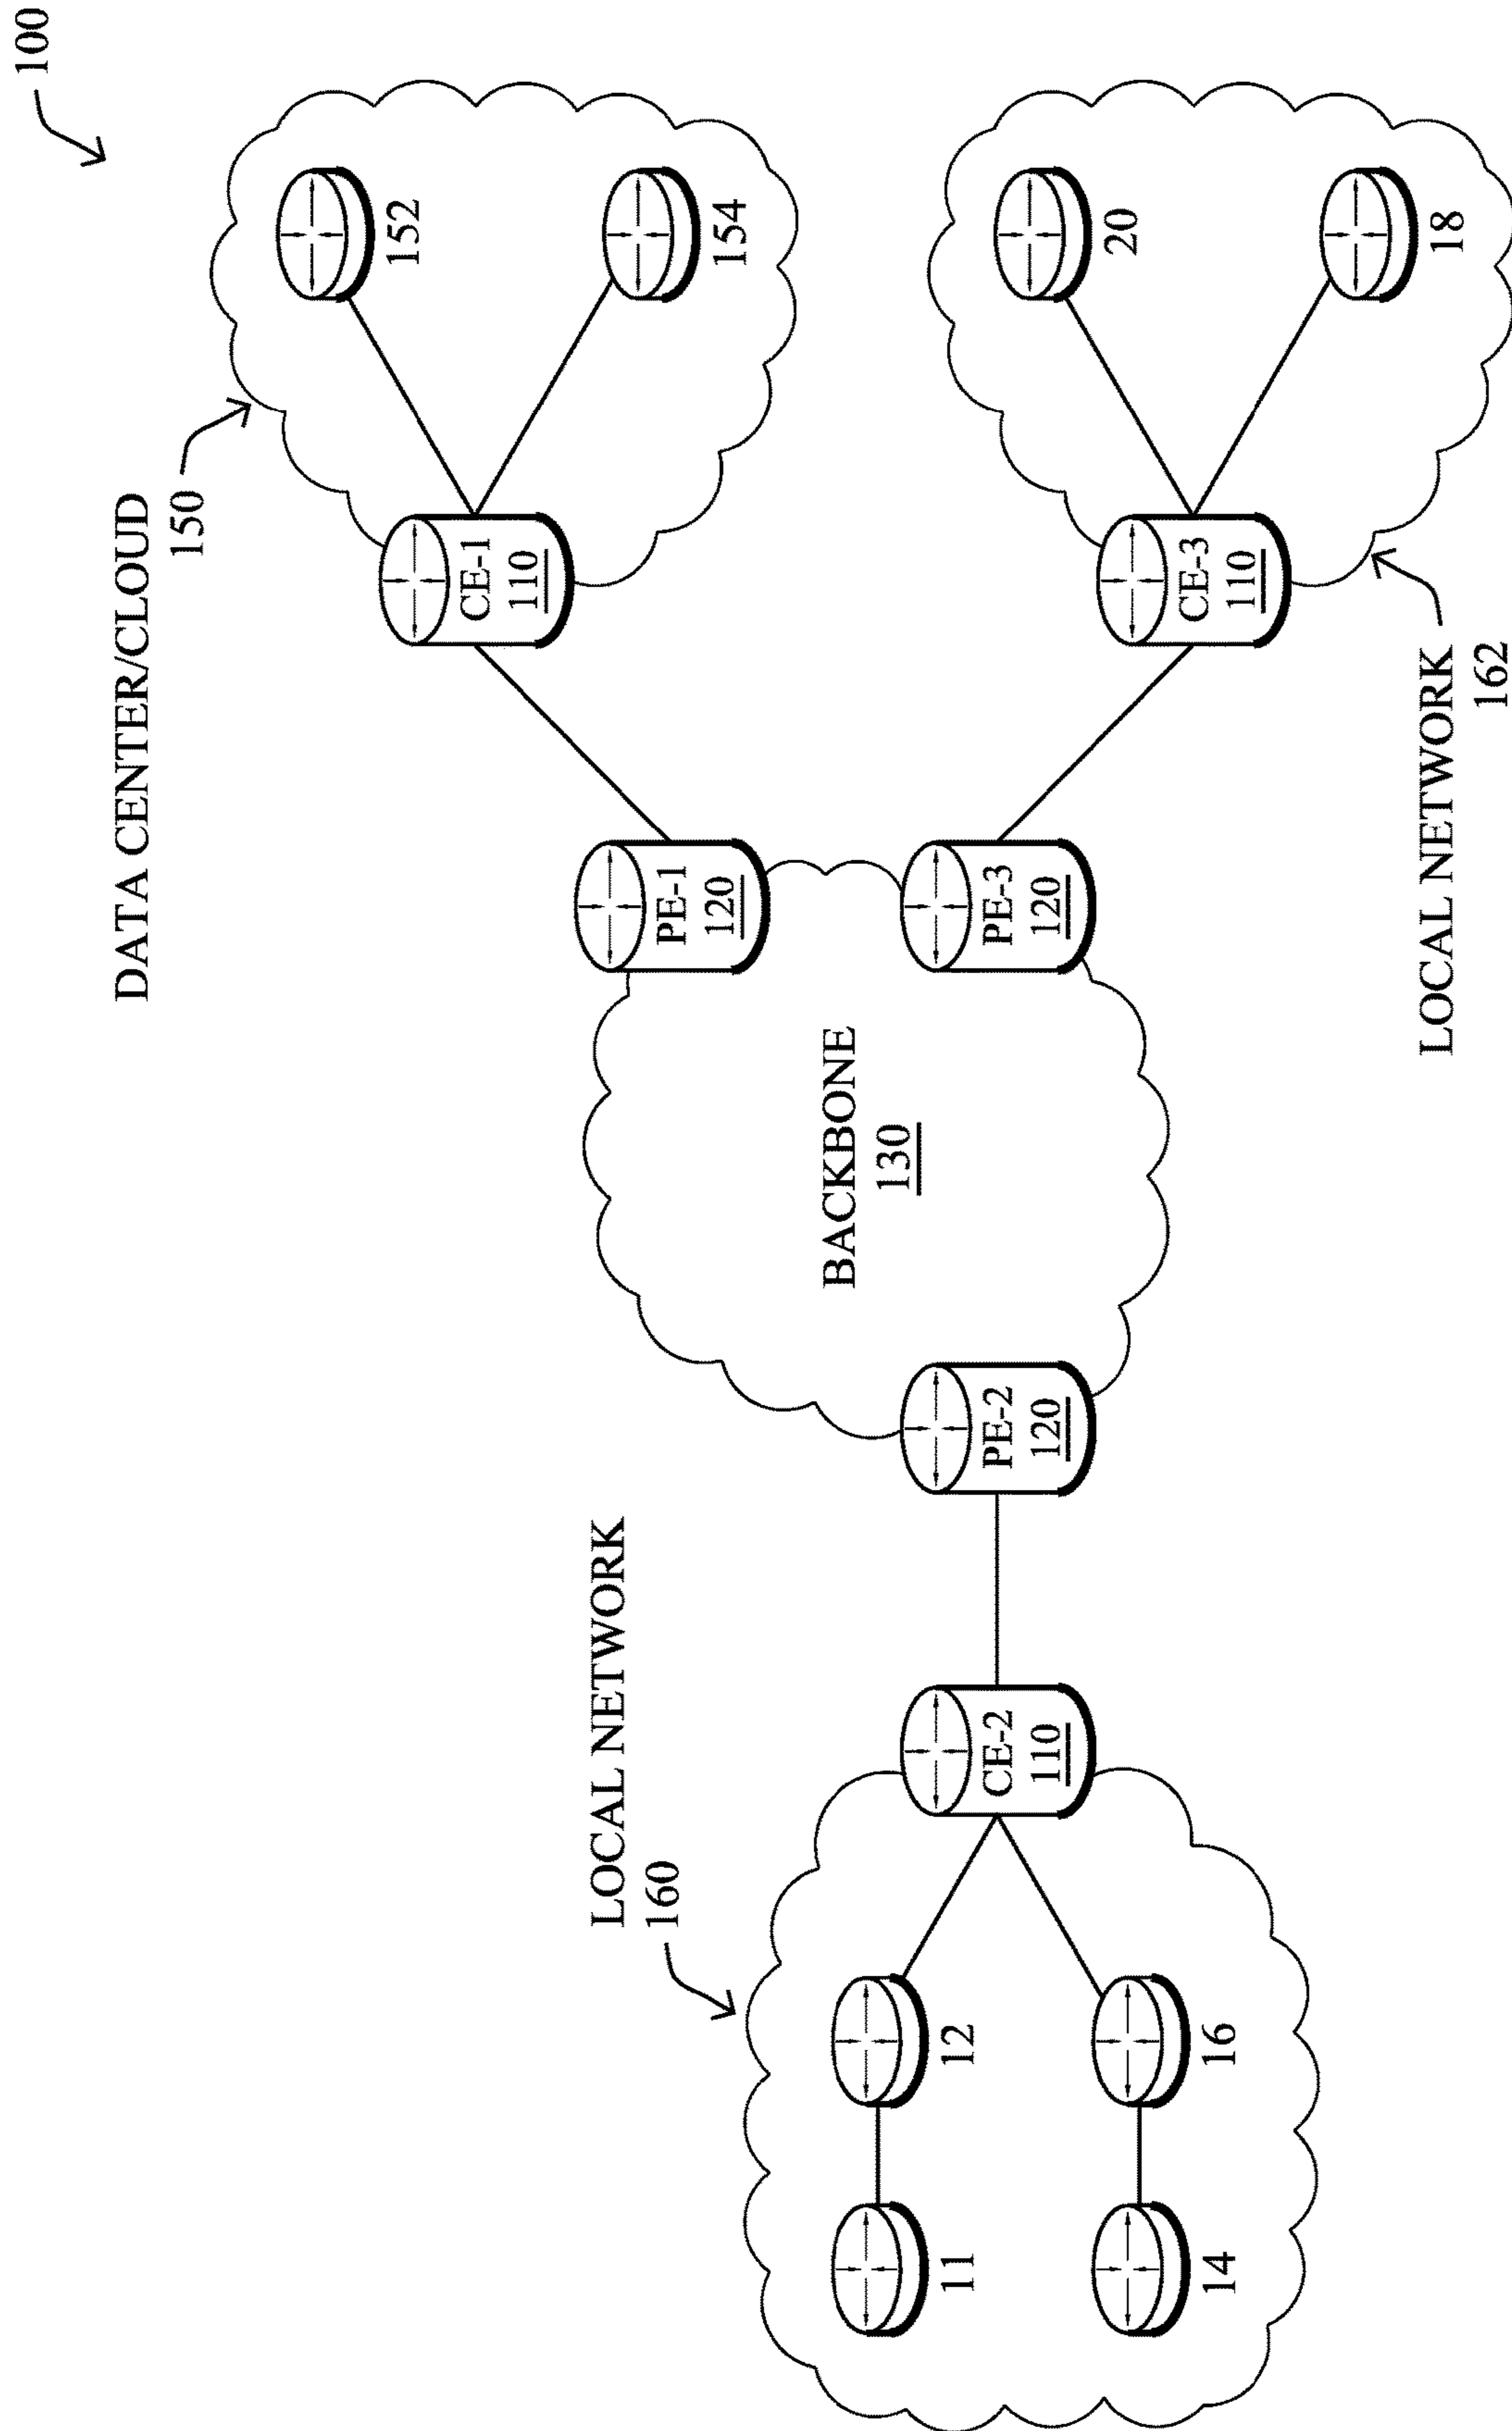 100
DATA CENTER/CLOUD
150
152
154
CE-1
110
PE-1
120
LOCAL NETWORK
160
BACKBONE
130
11
12
CE-2
110
PE-2
120
PE-3
120
14
16
CE-3
110
20
18
LOCAL NETWORK
162